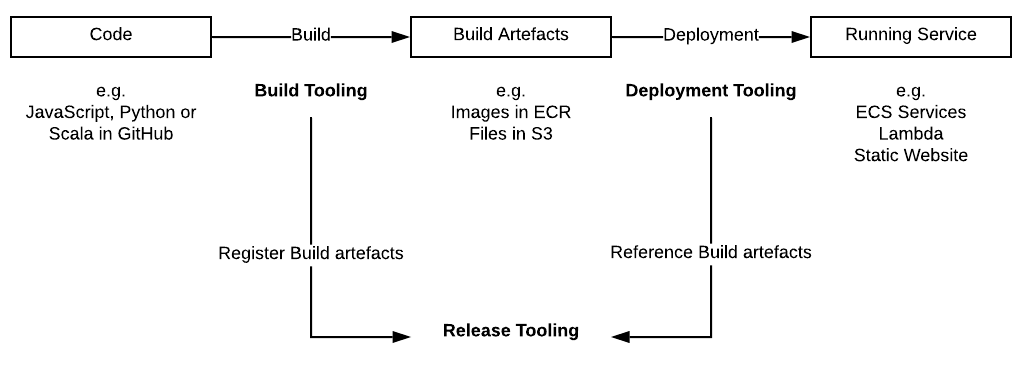 Code
Build
Build Artefacts
Deployment
Running Service
e.g.
JavaScript, Python or
Scala in GitHub
Build Tooling
e.g.
Images in ECR
Files in S3
Deployment Tooling
e.g.
ECS Services
Lambda
Static Website
Register Build artefacts
Reference Build artefacts
Release Tooling